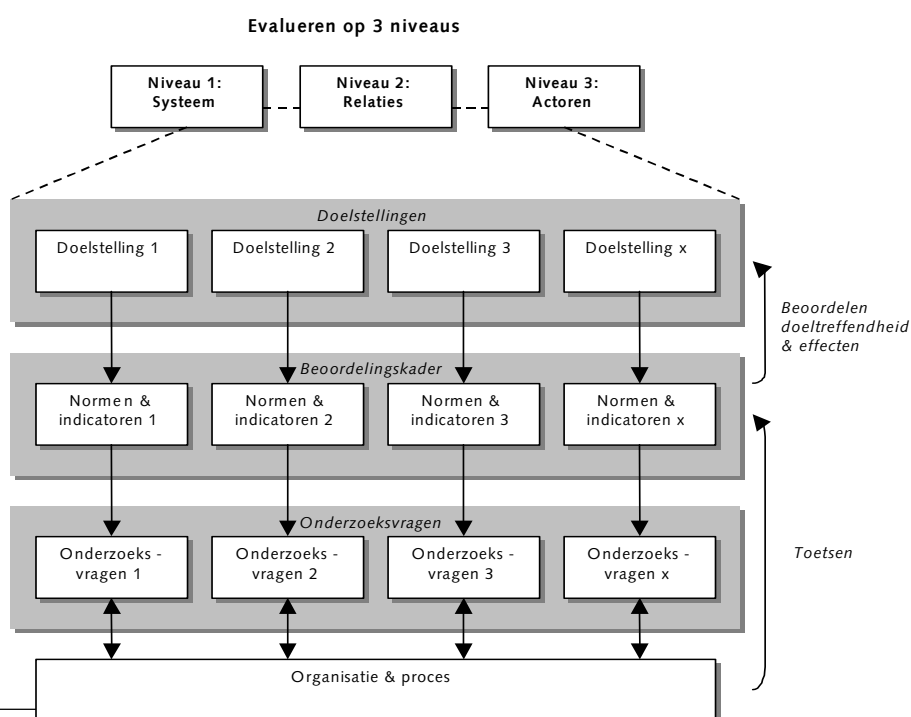 Evalueren op 3 niveaus
Niveau 1:
Systeem
Niveau 2:
Relaties
Niveau 3:
Actoren
Doelstellingen
Doelstelling 1
Doelstelling 2
Doelstelling 3
Doelstelling x
Beoordelen
doeltreffendheid
& effecten
Beoordelingskader
Normen &
indicatoren 1
Normen &
indicatoren 2
Normen &
indicatoren 3
Normen &
indicatoren x
Onderzoeksvragen
Onderzoeks -
vragen 1
Onderzoeks -
vragen 2
Onderzoeks -
vragen 3
Onderzoeks -
vragen x
Toetsen
Organisatie & proces